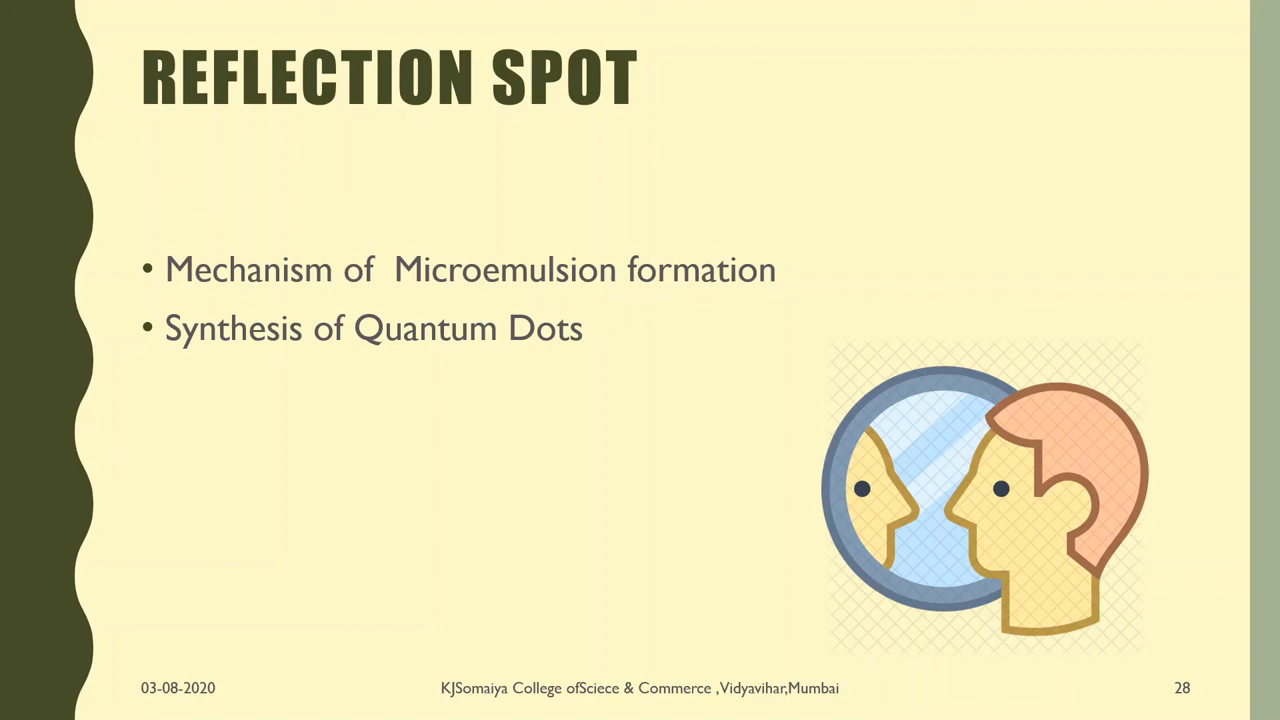 REFLECTION SPOT
• Mechanism of  Microemulsion formation
• Synthesis of Quantum Dots
03-08-2020
KJSomaiya College ofSciece & Commerce ,Vidyavihar,Mumbai
28